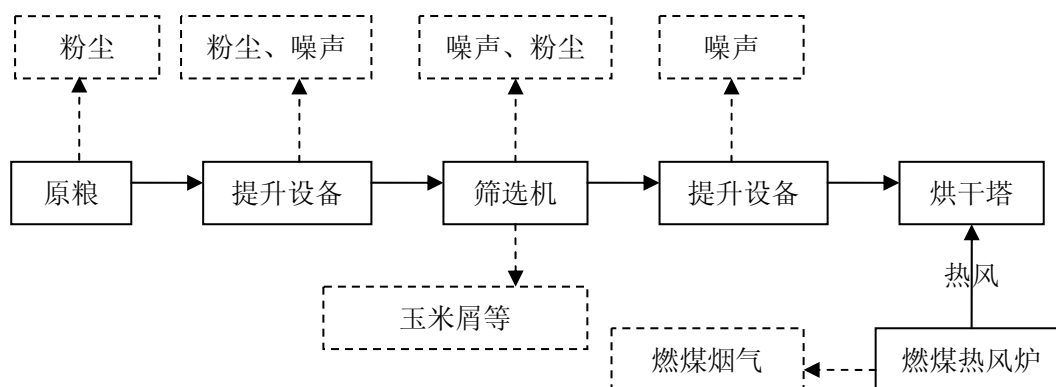 粉尘
粉尘、噪声
噪声、粉尘
噪声
原粮
提升设备
筛选机
提升设备
烘干塔
热风
玉米屑等
燃煤烟气
燃煤热风炉